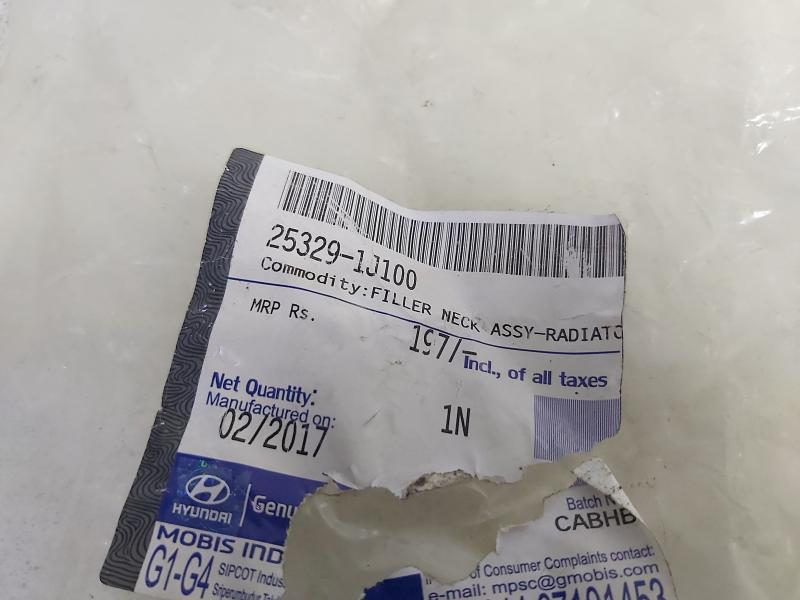 25329-1J100
Commodity:FILLER NECK ASSY-RADIATO
MRP Rs. 197/-
Incl., of all taxes
Net Quantity: 1N
Manufactured on:
02/2017
HYUNDAI
Genu
MOBIS IND
G1-G4 SIPCOT Indus
Batch N
CABHB
of Consumer Complaints contact:
e-mail: mpsc@gmobis.com